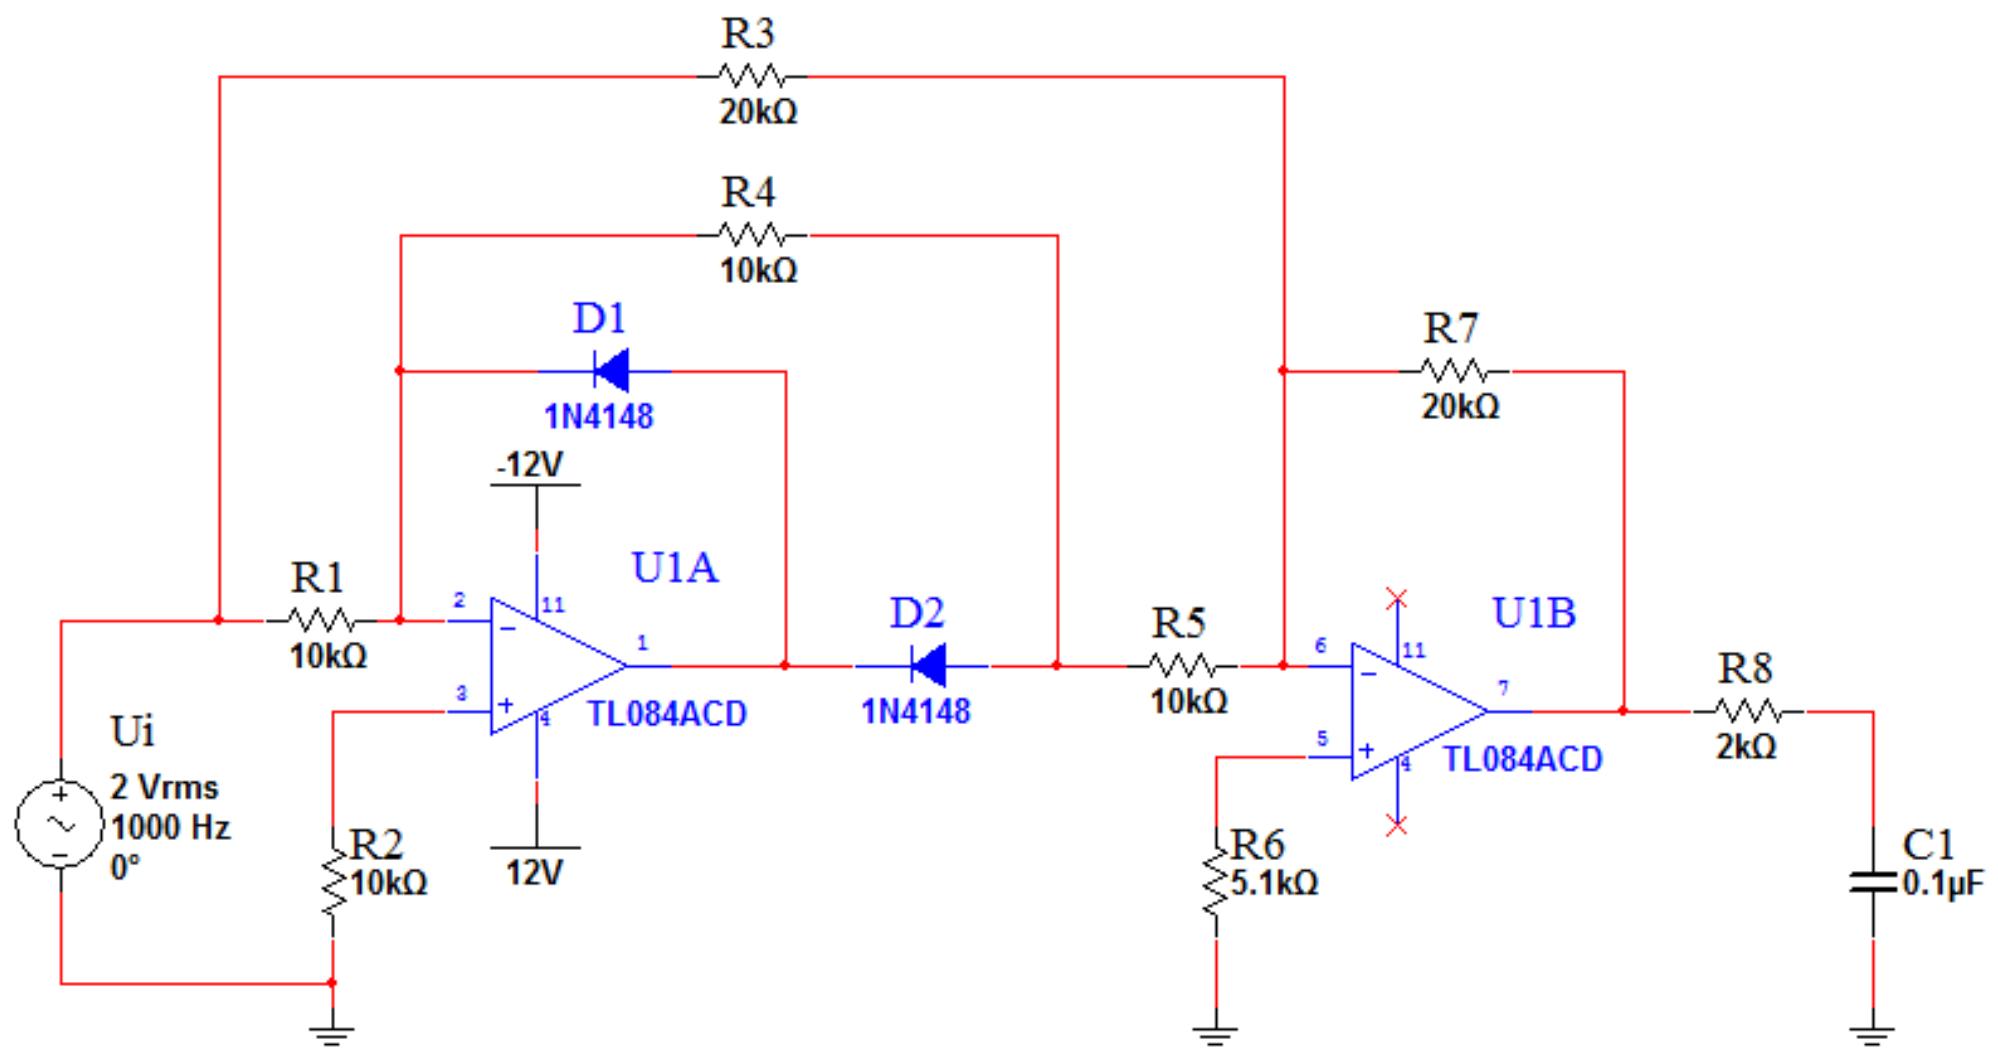 R3
20kΩ
R4
10kΩ
D1
1N4148
R7
20kΩ
-12V
U1A
R1
10kΩ
2
11
3
4
1
TL084ACD
12V
D2
1N4148
R5
10kΩ
U1B
6
11
5
4
7
TL084ACD
R8
2kΩ
Ui
2 Vrms
1000 Hz
0°
R2
10kΩ
R6
5.1kΩ
C1
0.1µF